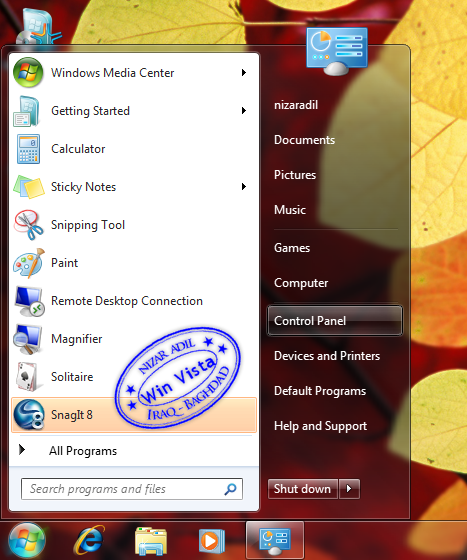 Windows Media Center
Getting Started
Calculator
Sticky Notes
Snipping Tool
Paint
Remote Desktop Connection
Magnifier
Solitaire
SnagIt 8
All Programs
Search programs and files
NIZAR ADIL
Win Vista
IRAQ - BAGHDAD
nizaradil
Documents
Pictures
Music
Games
Computer
Control Panel
Devices and Printers
Default Programs
Help and Support
Shut down